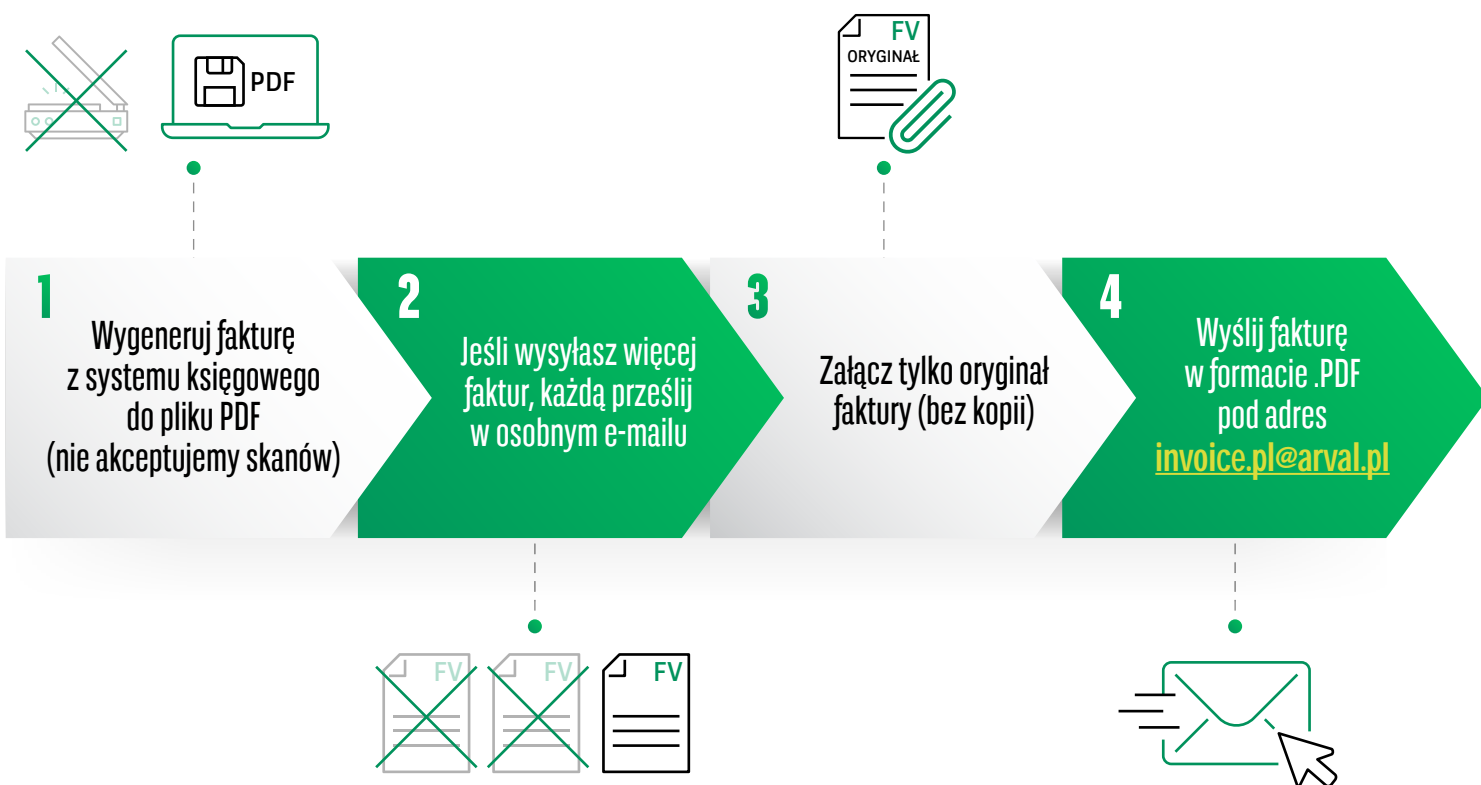 PDF
FV
ORYGINAŁ
1
Wygeneruj fakturę
z systemu księgowego
do pliku PDF
(nie akceptujemy skanów)
2
Jeśli wysyłasz więcej
faktur, każdą prześlij
w osobnym e-mailu
3
Załącz tylko oryginał
faktury (bez kopii)
4
Wyślij fakturę
w formacie .PDF
pod adres
invoice.pl@arval.pl
FV
FV
FV